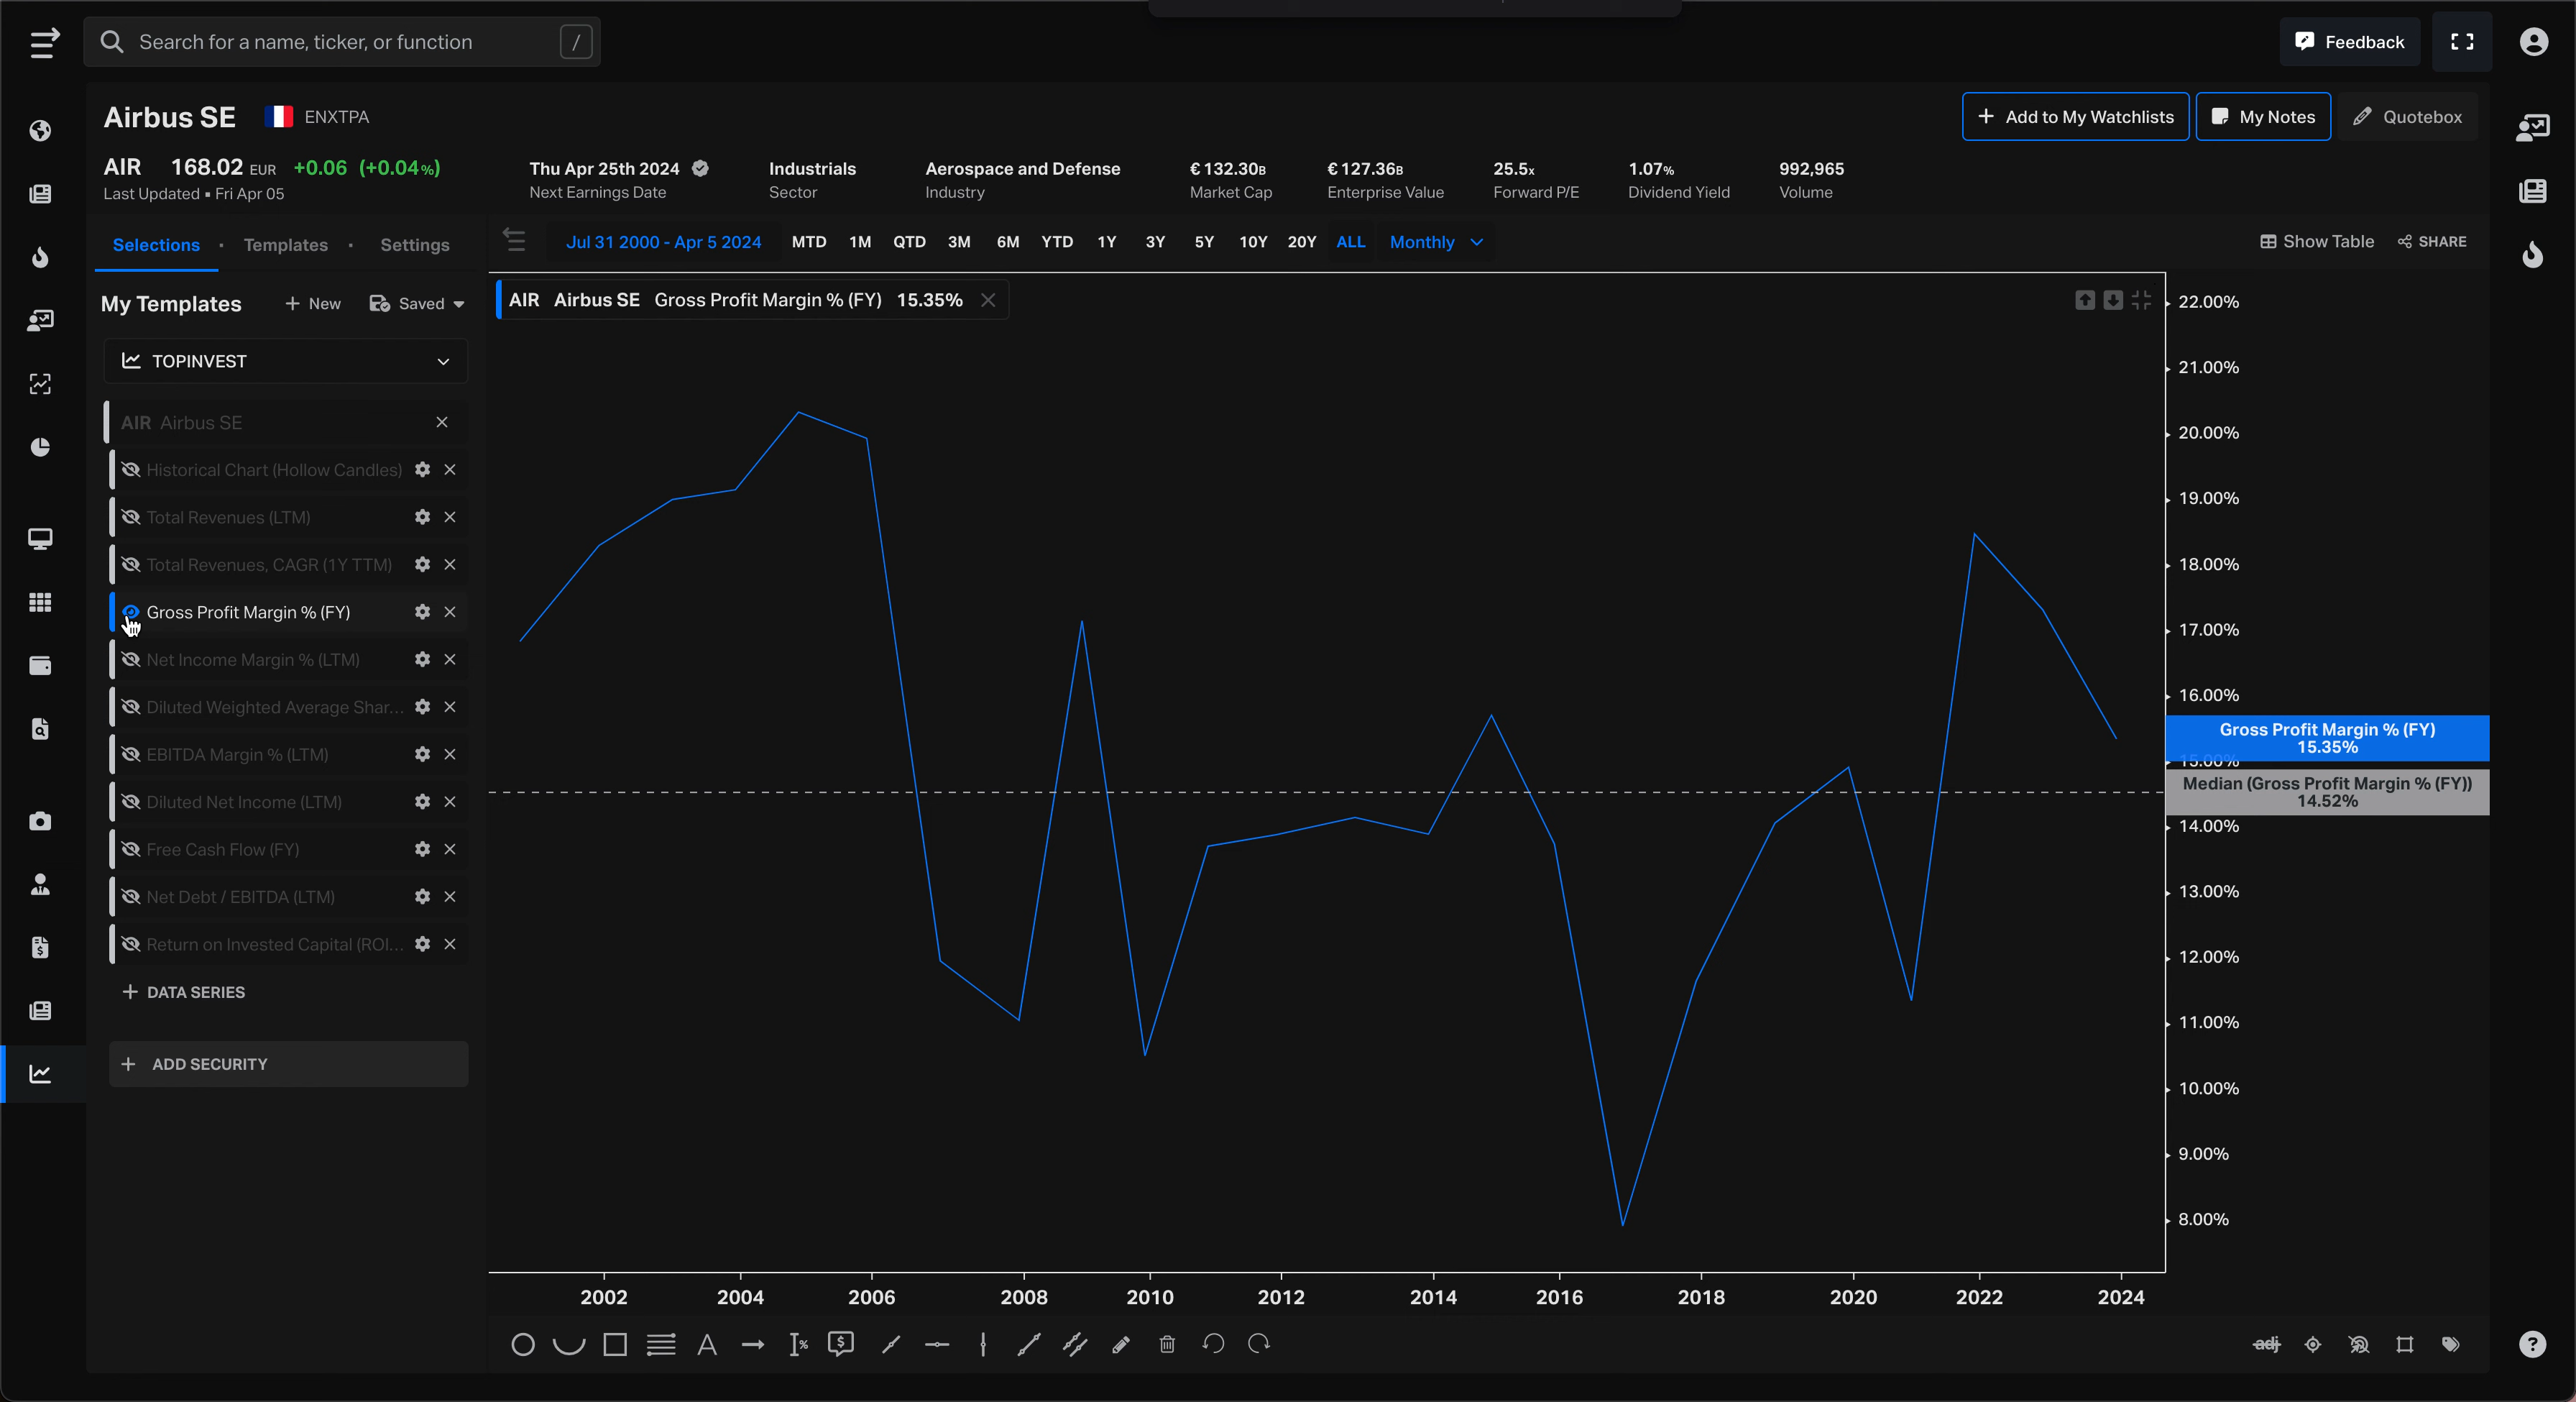 Search for a name, ticker, or function /
Feedback
Airbus SE ENXTPA
+ Add to My Watchlists My Notes Quotebox
AIR 168.02 EUR +0.06 (+0.04%)
Last Updated ▪ Fri Apr 05
Thu Apr 25th 2024
Next Earnings Date
Industrials
Sector
Aerospace and Defense
Industry
€ 132.30B
Market Cap
€ 127.36B
Enterprise Value
25.5x
Forward P/E
1.07%
Dividend Yield
992,965
Volume
Selections · Templates · Settings
Jul 31 2000 - Apr 5 2024 MTD 1M QTD 3M 6M YTD 1Y 3Y 5Y 10Y 20Y ALL Monthly
Show Table SHARE
My Templates + New Saved
TOPINVEST
AIR Airbus SE
Historical Chart (Hollow Candles)
Total Revenues (LTM)
Total Revenues, CAGR (1Y TTM)
Gross Profit Margin % (FY)
Net Income Margin % (LTM)
Diluted Weighted Average Shar...
EBITDA Margin % (LTM)
Diluted Net Income (LTM)
Free Cash Flow (FY)
Net Debt / EBITDA (LTM)
Return on Invested Capital (ROI...
+ DATA SERIES
+ ADD SECURITY
AIR Airbus SE Gross Profit Margin % (FY) 15.35%
22.00%
21.00%
20.00%
19.00%
18.00%
17.00%
16.00%
Gross Profit Margin % (FY)
15.35%
15.00%
Median (Gross Profit Margin % (FY))
14.52%
14.00%
13.00%
12.00%
11.00%
10.00%
9.00%
8.00%
2002 2004 2006 2008 2010 2012 2014 2016 2018 2020 2022 2024
A % $ adj ?